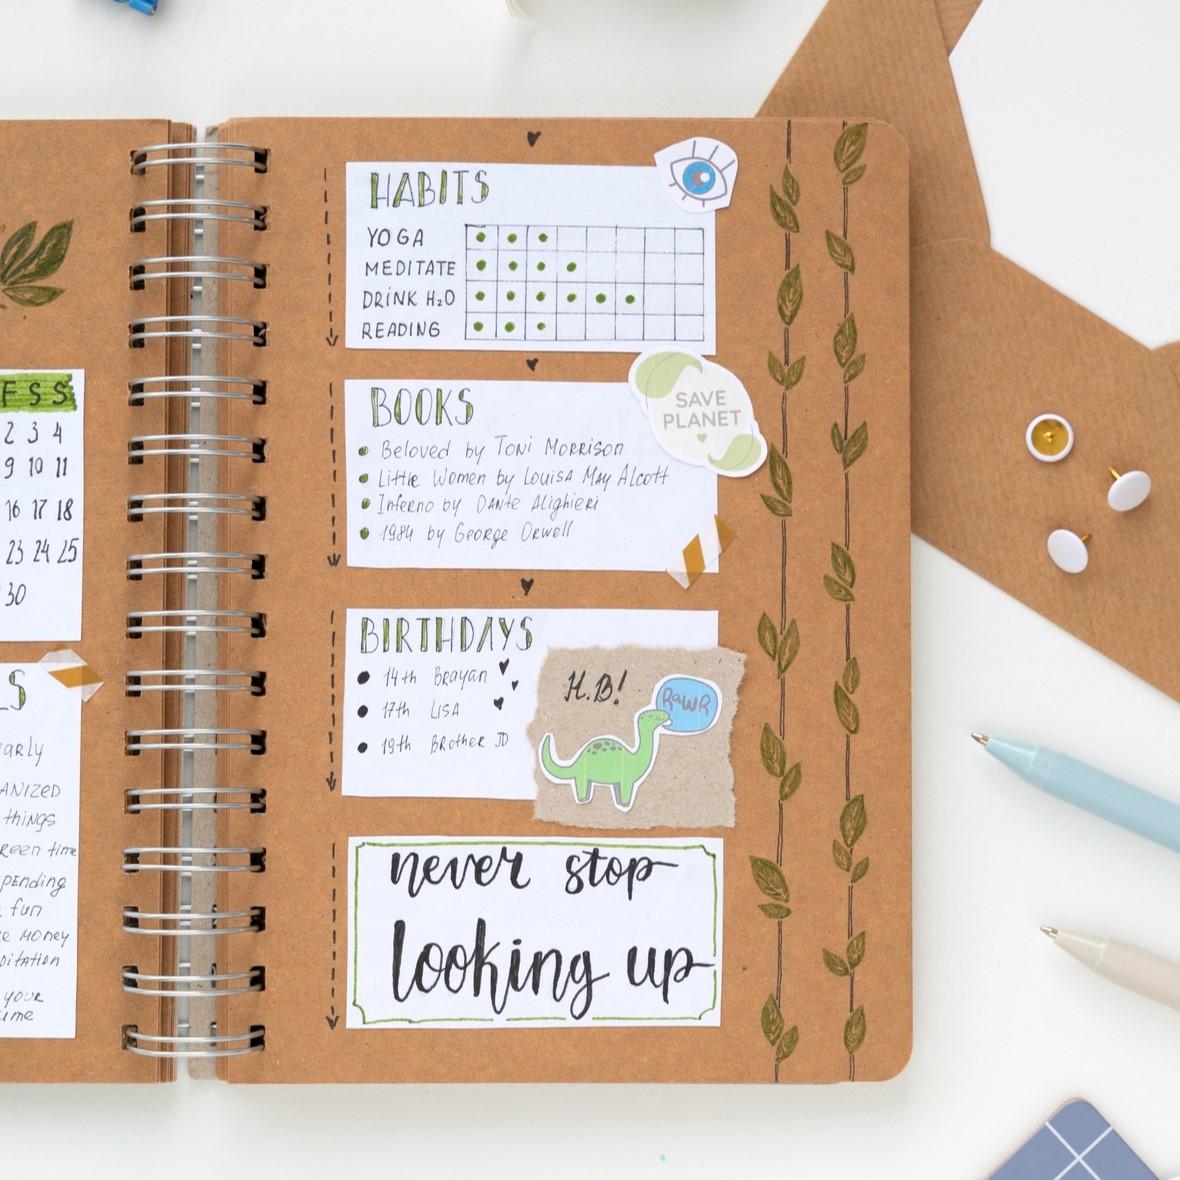 F S S
2 3 4
9 10 11
16 17 18
23 24 25
30
LS
early
ANIZED
things
reen time
pending
fun
e money
ditation
your
ume
HABITS
YOGA
MEDITATE
DRINK H₂O
READING
BOOKS
SAVE
PLANET
Beloved by Toni Morrison
Little Women by Louisa May Alcott
Inferno by Dante Alighieri
1984 by George Orwell
BIRTHDAYS
14th Brayan
17th LISA
19th Brother JD
H.B!
RAWR
never stop
looking up